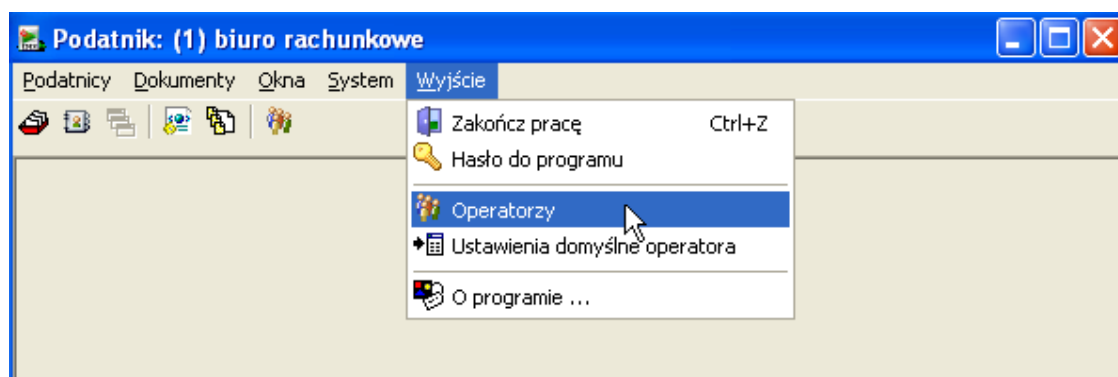 Podatnik: (1) biuro rachunkowe
Podatnicy Dokumenty Okna System Wyjście
Zakończ pracę Ctrl+Z
Hasło do programu
Operatorzy
Ustawienia domyślne operatora
O programie ...